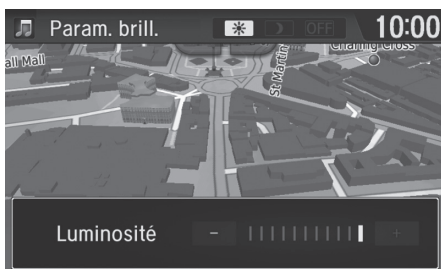 Param. brill. OFF 10:00
all Mall
Charing Cross
St Martin
Luminosité - +